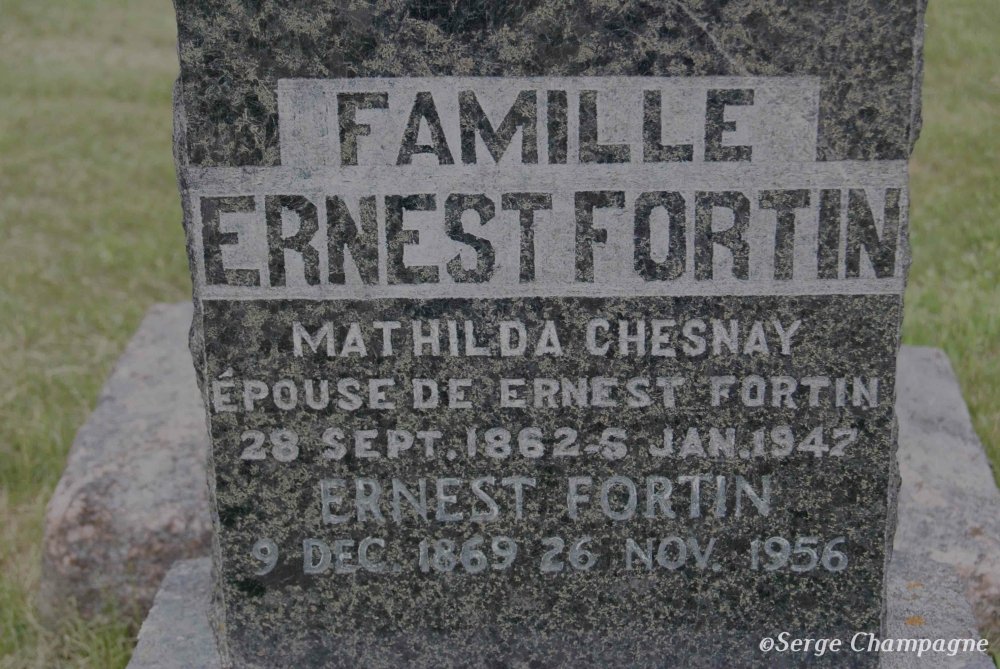 FAMILLE
ERNEST FORTIN
MATHILDA CHESNAY
ÉPOUSE DE ERNEST FORTIN
28 SEPT. 1862-5 JAN. 1947
ERNEST FORTIN
9 DEC. 1869 26 NOV. 1956
©Serge Champagne